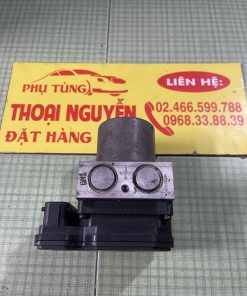 PHỤ TÙNG
THOẠI NGUYỄN
ĐẶT HÀNG
LIÊN HỆ:
02.466.599.788
0968.33.88.39